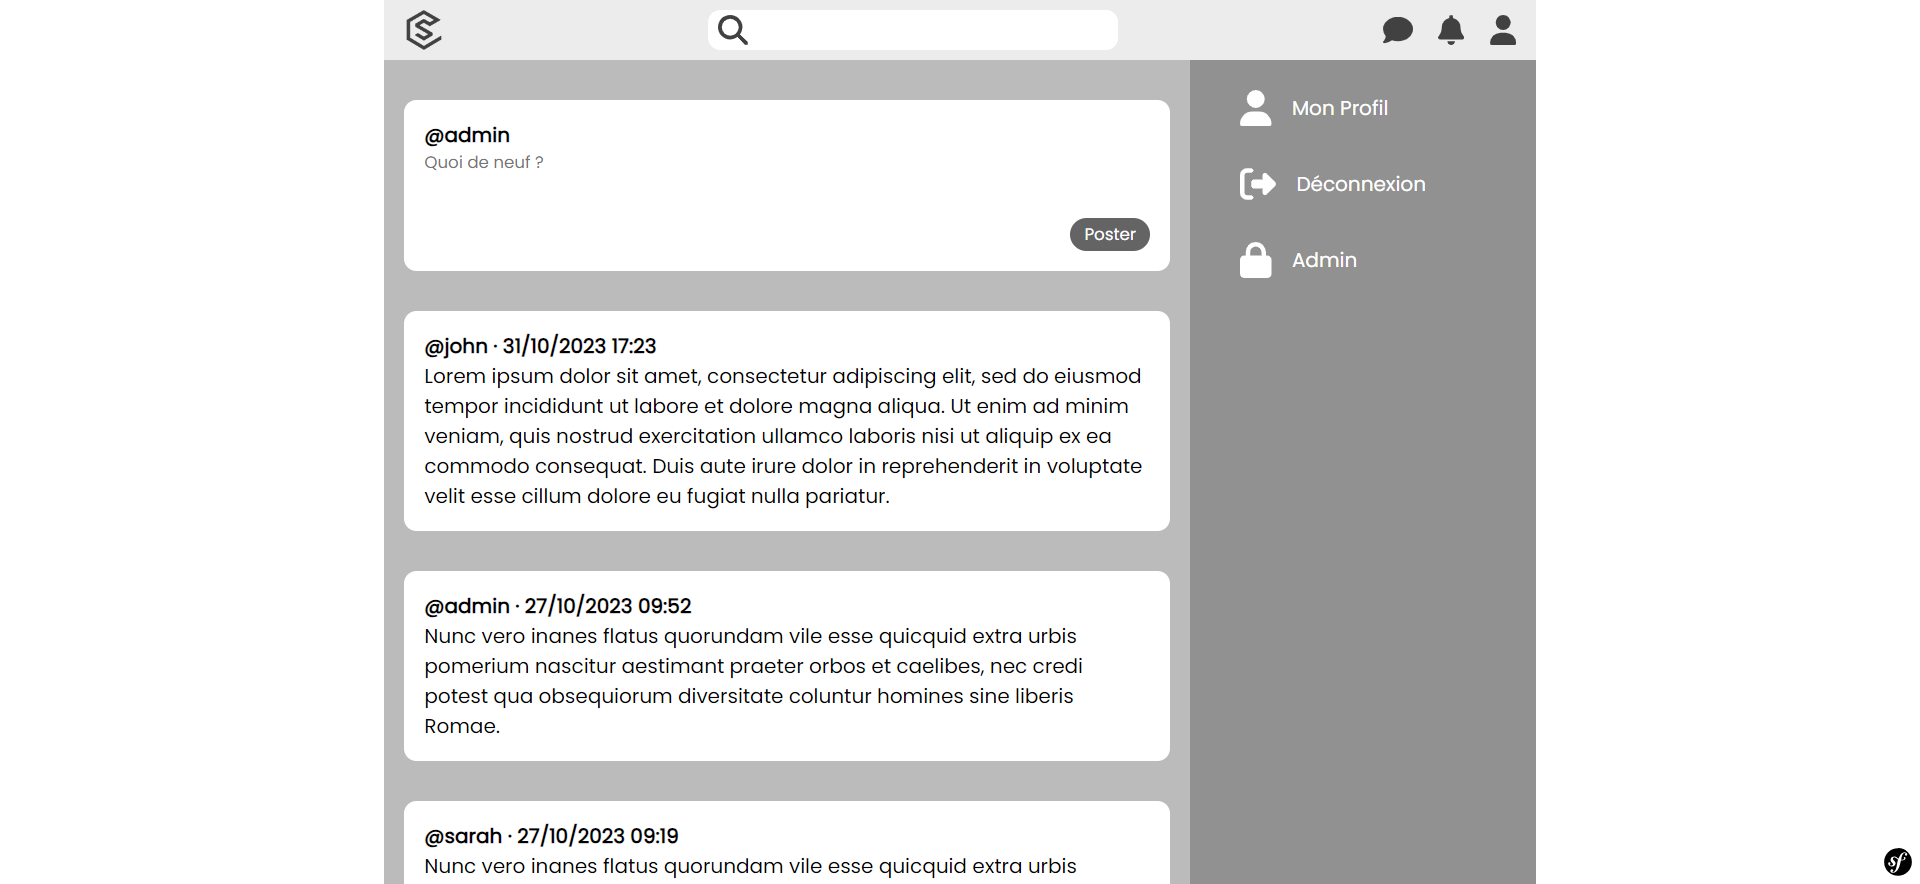 Mon Profil
@admin
Quoi de neuf ?
Déconnexion
Poster
Admin
@john · 31/10/2023 17:23
Lorem ipsum dolor sit amet, consectetur adipiscing elit, sed do eiusmod
tempor incididunt ut labore et dolore magna aliqua. Ut enim ad minim
veniam, quis nostrud exercitation ullamco laboris nisi ut aliquip ex ea
commodo consequat. Duis aute irure dolor in reprehenderit in voluptate
velit esse cillum dolore eu fugiat nulla pariatur.
@admin · 27/10/2023 09:52
Nunc vero inanes flatus quorundam vile esse quicquid extra urbis
pomerium nascitur aestimant praeter orbos et caelibes, nec credi
potest qua obsequiorum diversitate coluntur homines sine liberis
Romae.
@sarah · 27/10/2023 09:19
Nunc vero inanes flatus quorundam vile esse quicquid extra urbis
sf